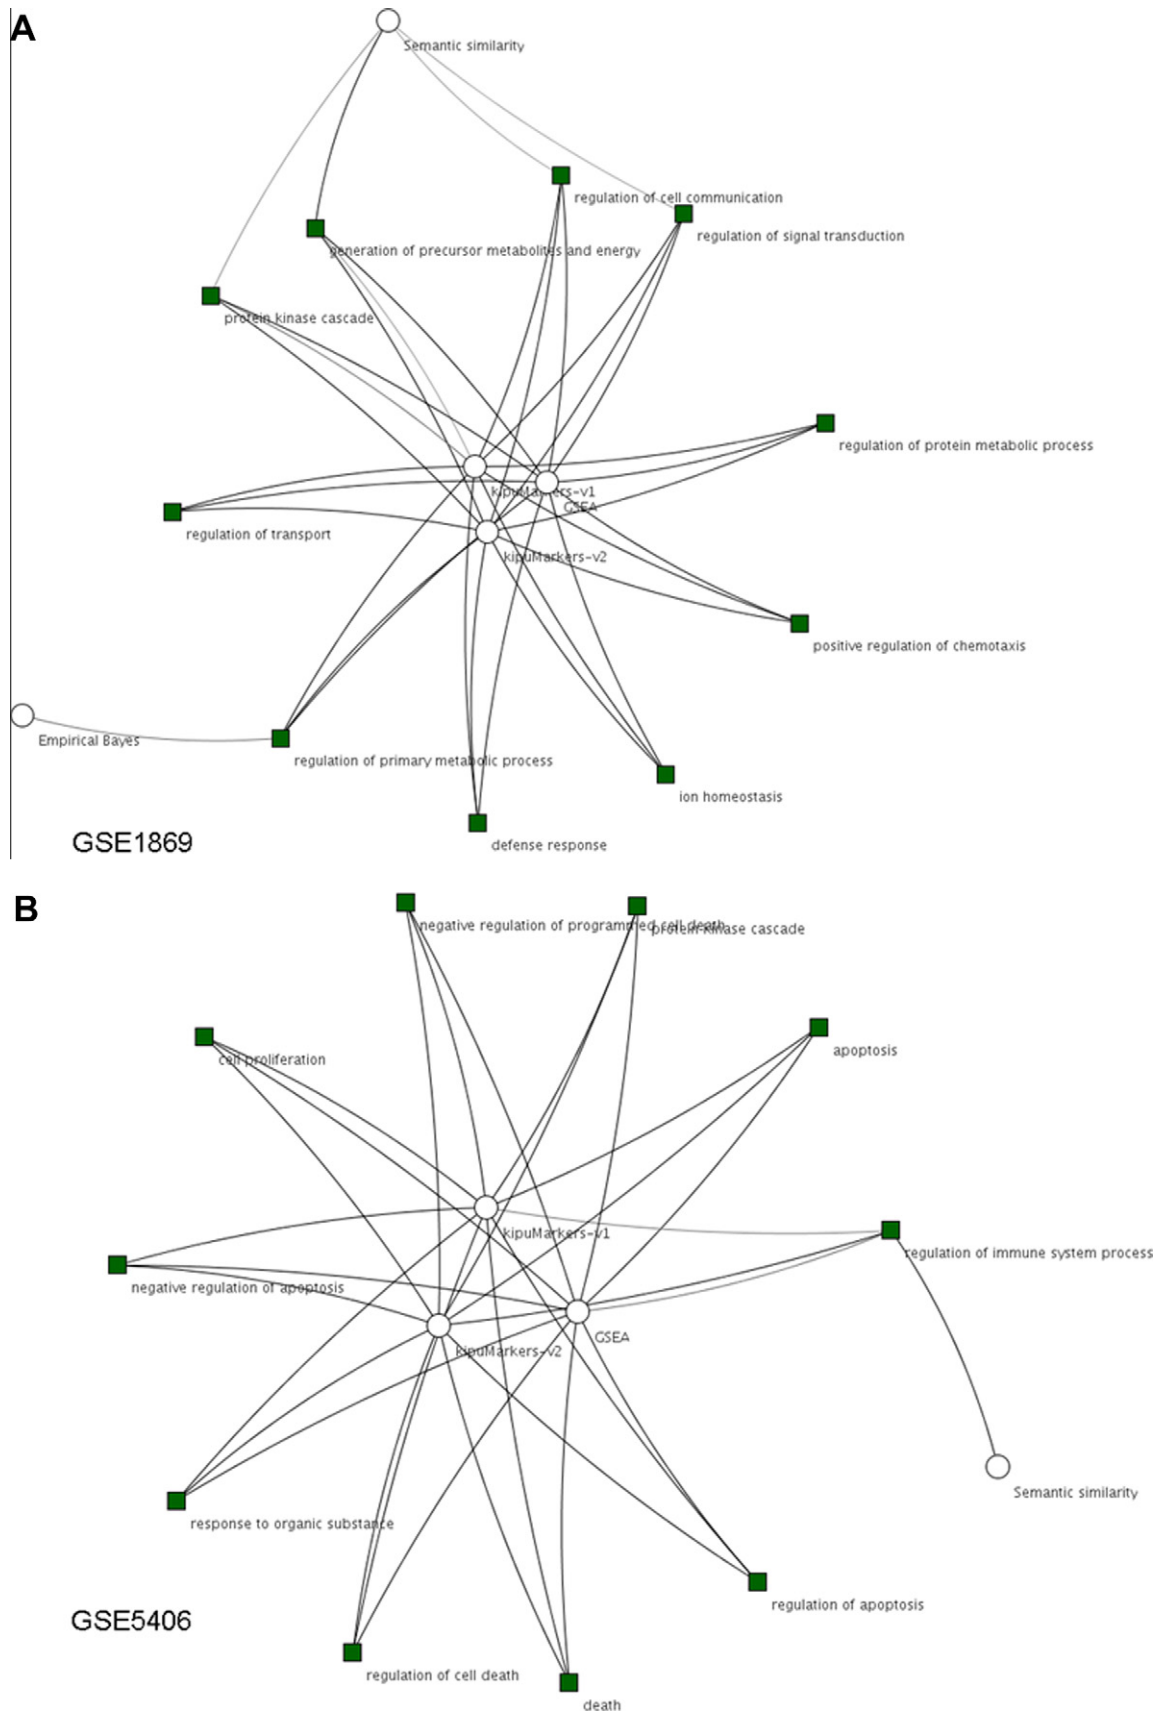 A
Semantic similarity
regulation of cell communication
regulation of signal transduction
generation of precursor metabolites and energy
protein kinase cascade
regulation of protein metabolic process
kipuMarkers-v1
GSEA
regulation of transport
kipuMarkers-v2
positive regulation of chemotaxis
Empirical Bayes
regulation of primary metabolic process
ion homeostasis
defense response
GSE1869
B
negative regulation of programmed cell death
protein kinase cascade
apoptosis
cell proliferation
kipuMarkers-v1
regulation of immune system process
negative regulation of apoptosis
GSEA
kipuMarkers-v2
Semantic similarity
response to organic substance
regulation of apoptosis
GSE5406
regulation of cell death
death